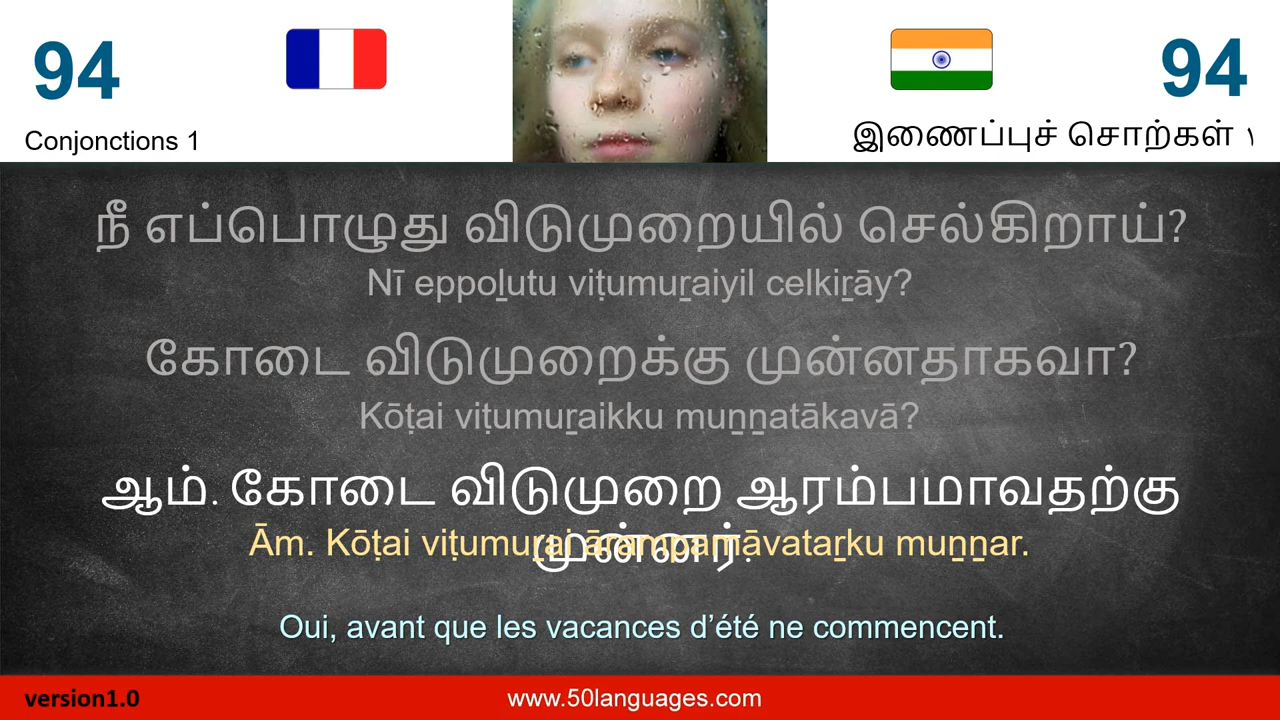 94
94
Conjonctions 1
இணைப்புச் சொற்கள் ١
நீ எப்பொழுது விடுமுறையில் செல்கிறாய்?
Nī eppoḻutu viṭumuṟaiyil celkiṟāy?
கோடை விடுமுறைக்கு முன்னதாகவா?
Kōṭai viṭumuṟaikku muṉṉatākavā?
ஆம். கோடை விடுமுறை ஆரம்பமாவதற்கு
முன்னர்.
Ām. Kōṭai viṭumuṟai ārampamāvataṟku muṉṉar.
Oui, avant que les vacances d’été ne commencent.
version1.0
www.50languages.com